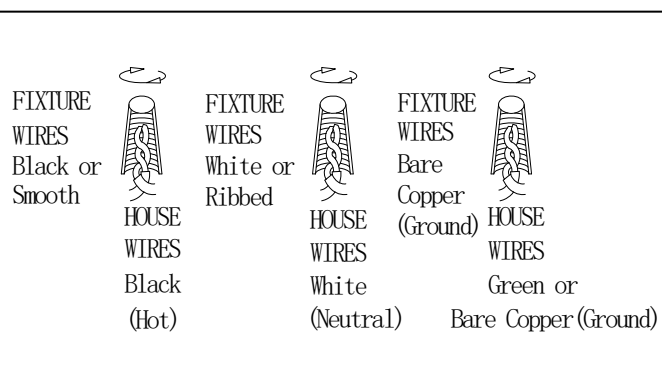 FIXTURE
WIRES
Black or
Smooth
HOUSE
WIRES
Black
(Hot)
FIXTURE
WIRES
White or
Ribbed
HOUSE
WIRES
White
(Neutral)
FIXTURE
WIRES
Bare
Copper
(Ground)
HOUSE
WIRES
Green or
Bare Copper(Ground)